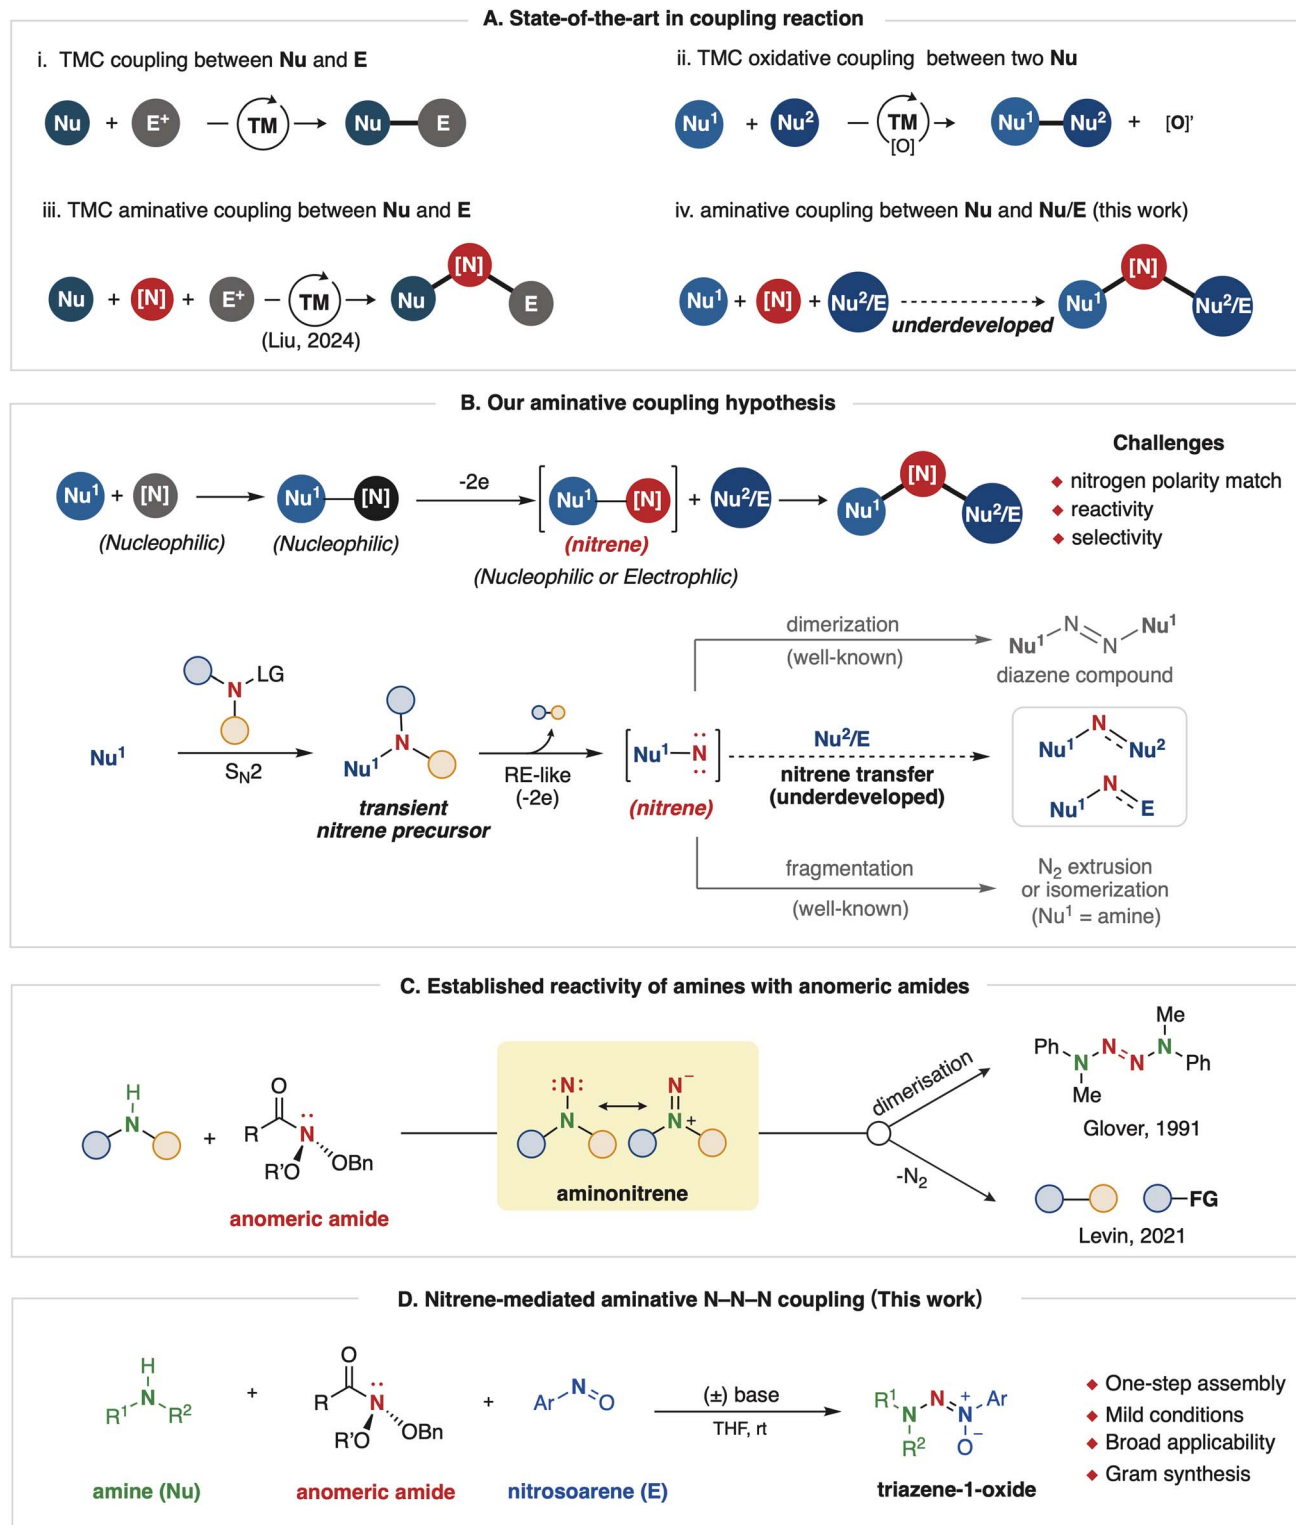 A. State-of-the-art in coupling reaction
i. TMC coupling between Nu and E
Nu + E⁺ TM Nu E
ii. TMC oxidative coupling between two Nu
Nu¹ + Nu² TM [O] Nu¹ Nu² + [O]'
iii. TMC aminative coupling between Nu and E
Nu + [N] + E⁺ TM Nu [N] E
(Liu, 2024)
iv. aminative coupling between Nu and Nu/E (this work)
Nu¹ + [N] + Nu²/E underdeveloped Nu¹ [N] Nu²/E
B. Our aminative coupling hypothesis
Nu¹ + [N] Nu¹ [N] -2e Nu¹ [N] + Nu²/E Nu¹ [N] Nu²/E
(Nucleophilic)
(Nucleophilic)
(nitrene)
(Nucleophilic or Electrophlic)
Challenges
nitrogen polarity match
reactivity
selectivity
Nu¹
N LG
SN2
Nu¹ N
transient
nitrene precursor
RE-like
(-2e)
Nu¹ N
(nitrene)
dimerization
(well-known)
Nu¹ N N Nu¹
diazene compound
Nu²/E
nitrene transfer
(underdeveloped)
Nu¹ N Nu²
Nu¹ N E
fragmentation
(well-known)
N₂ extrusion
or isomerization
(Nu¹ = amine)
C. Established reactivity of amines with anomeric amides
H
N
+
O
R N
R'O OBn
anomeric amide
:N: N⁻
N N⁺
aminonitrene
dimerisation
-N₂
Me
Ph N N N N Ph
Me
Glover, 1991
FG
Levin, 2021
D. Nitrene-mediated aminative N–N–N coupling (This work)
H
N
R¹ R²
amine (Nu)
+
O
R N
R'O OBn
anomeric amide
+
Ar N O
nitrosoarene (E)
(±) base
THF, rt
R¹ N N N⁺ Ar
R² O⁻
triazene-1-oxide
One-step assembly
Mild conditions
Broad applicability
Gram synthesis